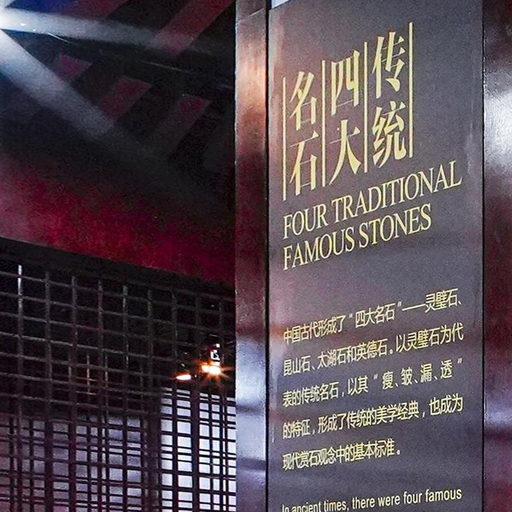 传统
四大
名石
FOUR TRADITIONAL
FAMOUS STONES
中国古代形成了“四大名石”——灵璧石、
昆山石、太湖石和英德石。以灵璧石为代
表的传统名石，以其“瘦、皱、漏、透”
的特征，形成了传统的美学经典，也成为
现代赏石观念中的基本标准。
In ancient times, there were four famous